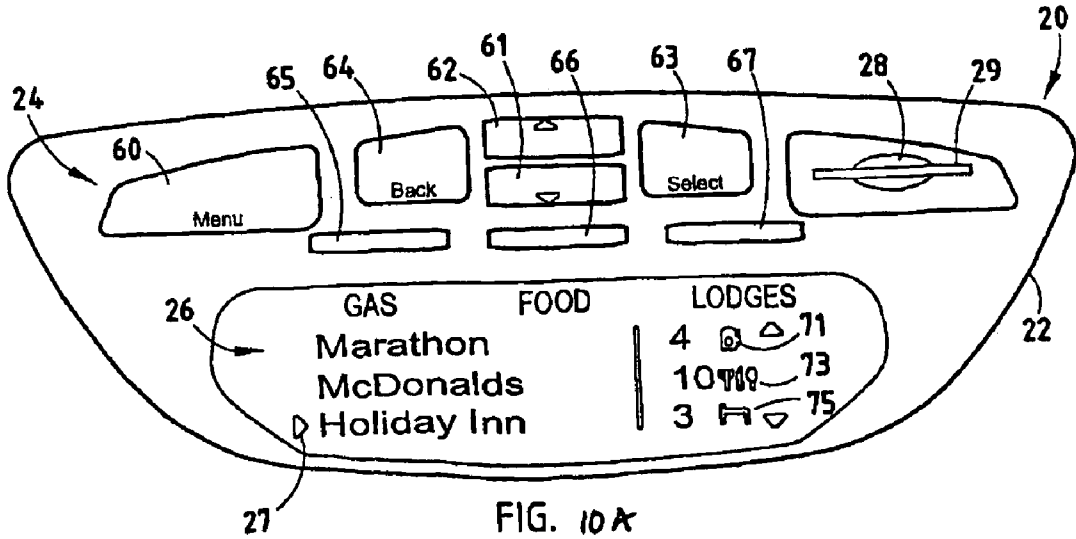 61
20
62
66
63
67
28
29
65
64
24
60
Back
Select
Menu
GAS FOOD LODGES
26
22
Marathon 4 71
McDonalds 10 73
Holiday Inn 3 75
27
FIG. 10A